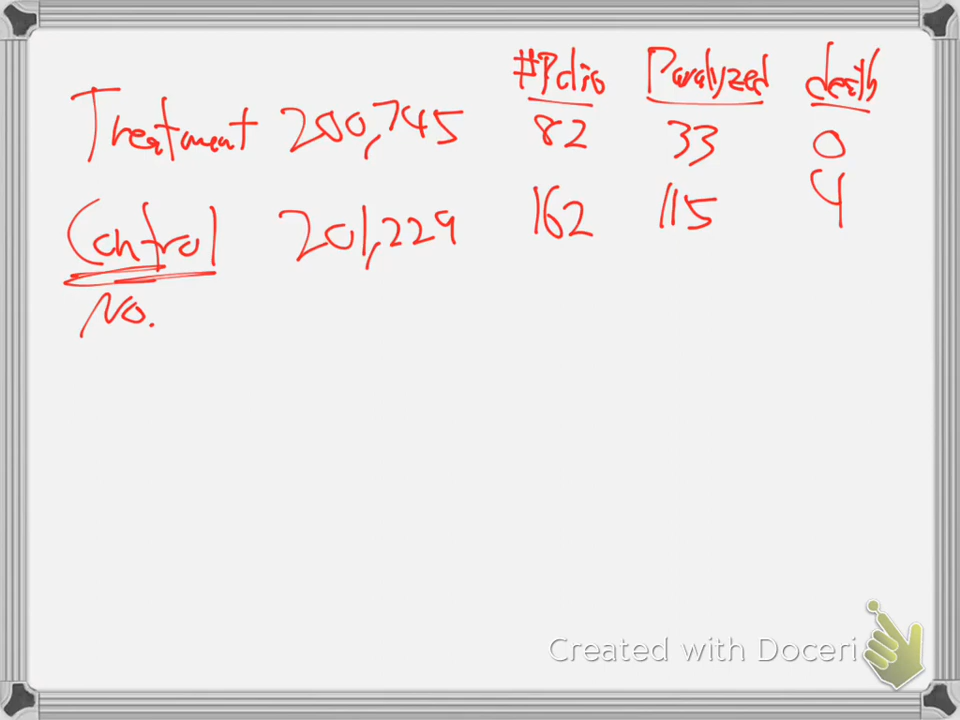 #Polio Paralyzed death
Treatment 200,745 82 33 0
Control 201,229 162 115 4
No.
Created with Doceri